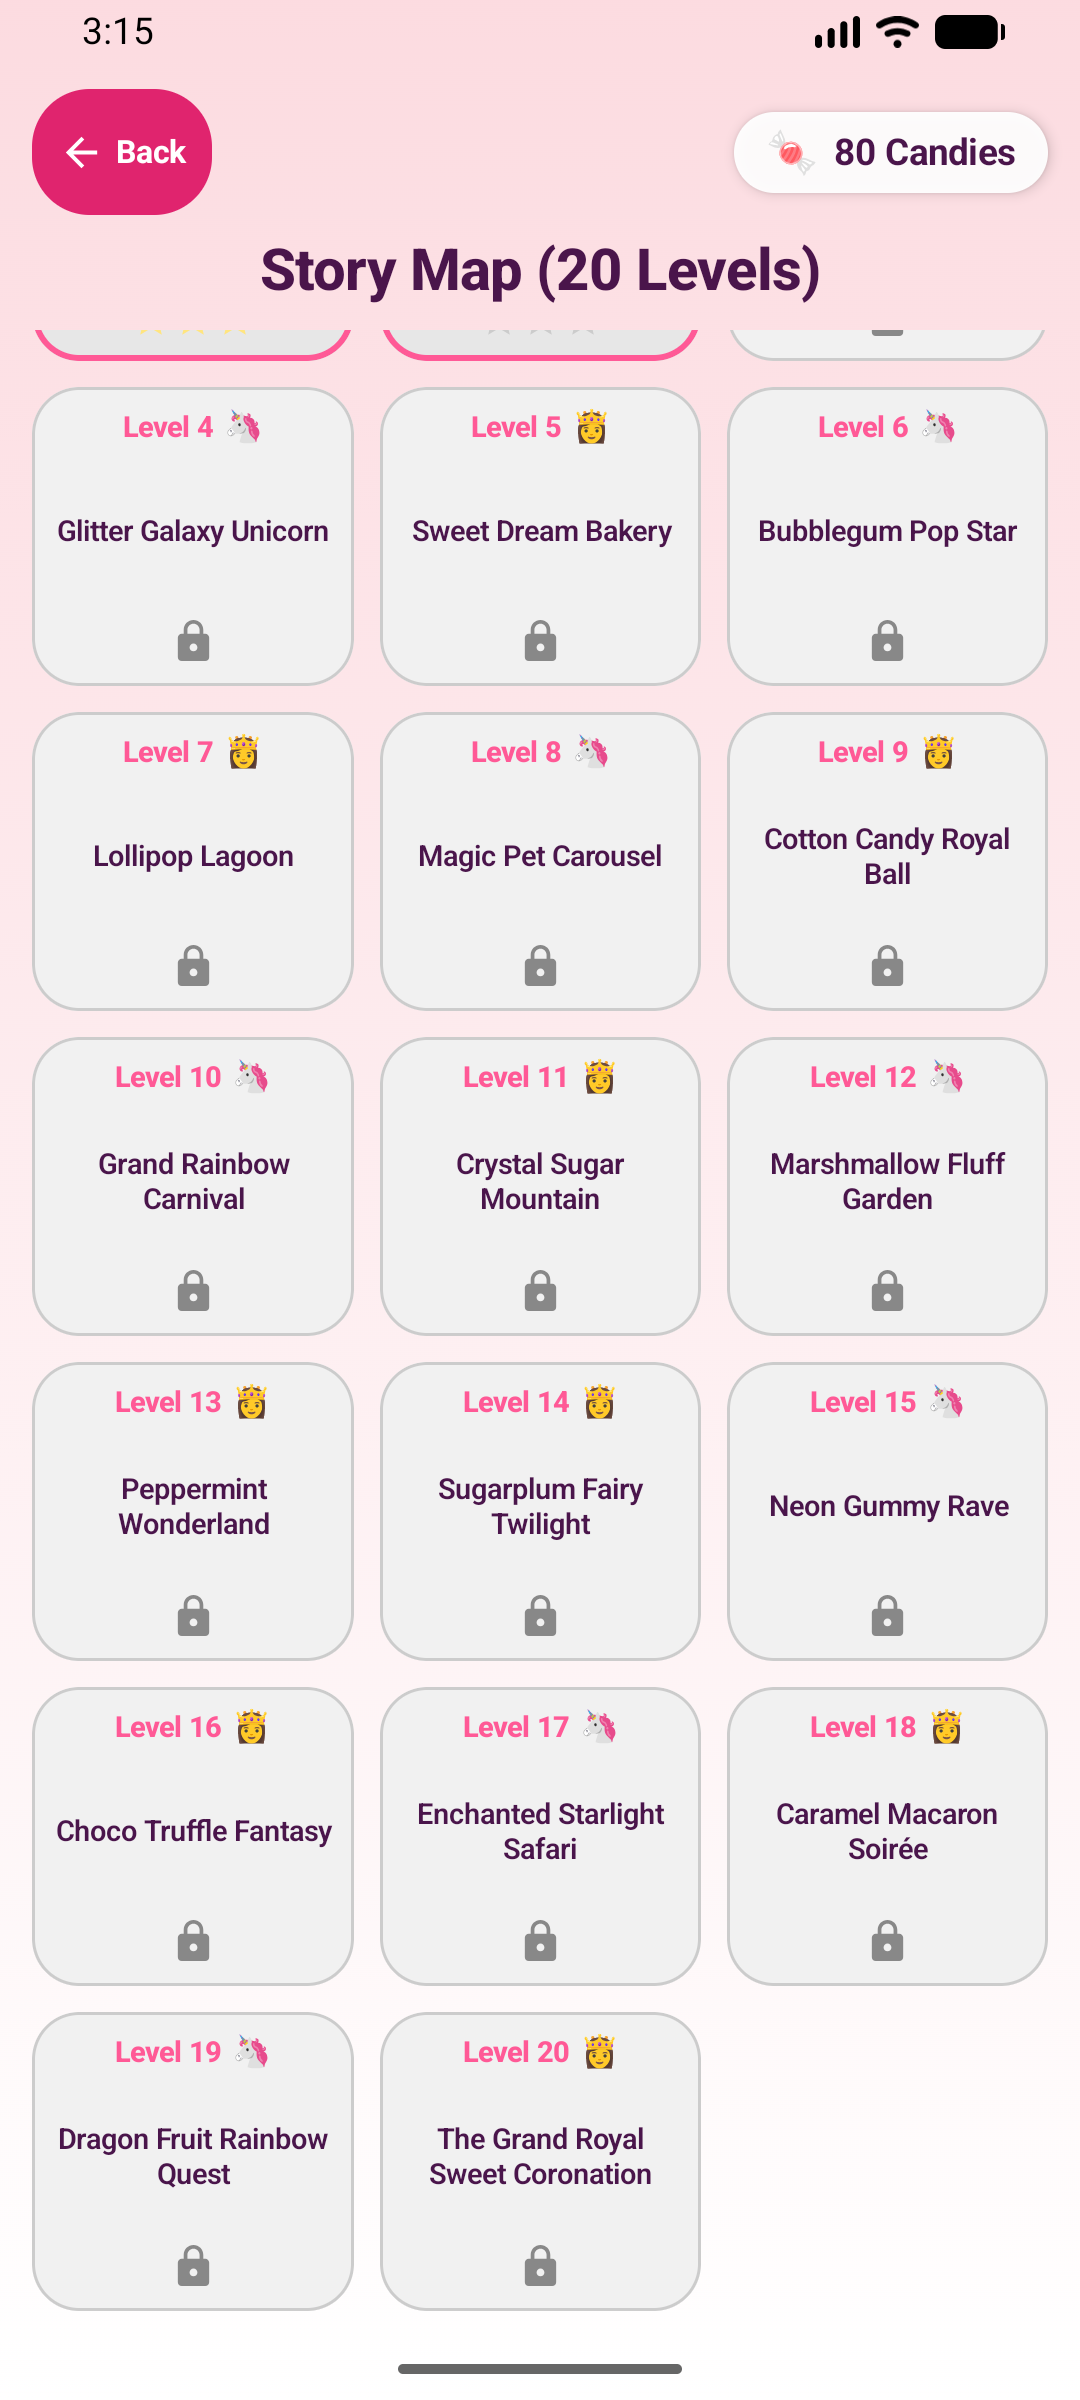 3:15
Back
80 Candies
Story Map (20 Levels)
Level 4
Level 5
Level 6
Glitter Galaxy Unicorn
Sweet Dream Bakery
Bubblegum Pop Star
Level 7
Level 8
Level 9
Lollipop Lagoon
Magic Pet Carousel
Cotton Candy Royal
Ball
Level 10
Level 11
Level 12
Grand Rainbow
Carnival
Crystal Sugar
Mountain
Marshmallow Fluff
Garden
Level 13
Level 14
Level 15
Peppermint
Wonderland
Sugarplum Fairy
Twilight
Neon Gummy Rave
Level 16
Level 17
Level 18
Choco Truffle Fantasy
Enchanted Starlight
Safari
Caramel Macaron
Soirée
Level 19
Level 20
Dragon Fruit Rainbow
Quest
The Grand Royal
Sweet Coronation